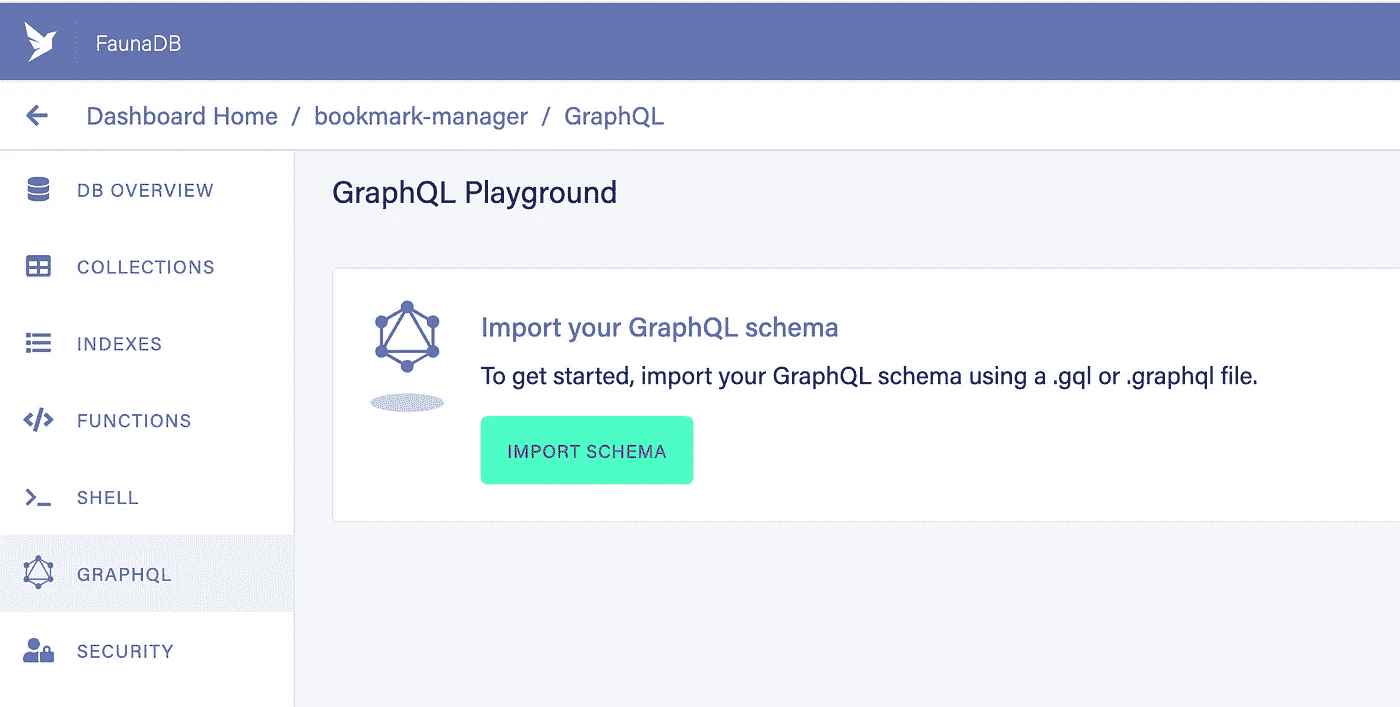 FaunaDB
Dashboard Home / bookmark-manager / GraphQL
DB OVERVIEW
COLLECTIONS
INDEXES
FUNCTIONS
SHELL
GRAPHQL
SECURITY
GraphQL Playground
Import your GraphQL schema
To get started, import your GraphQL schema using a .gql or .graphql file.
IMPORT SCHEMA